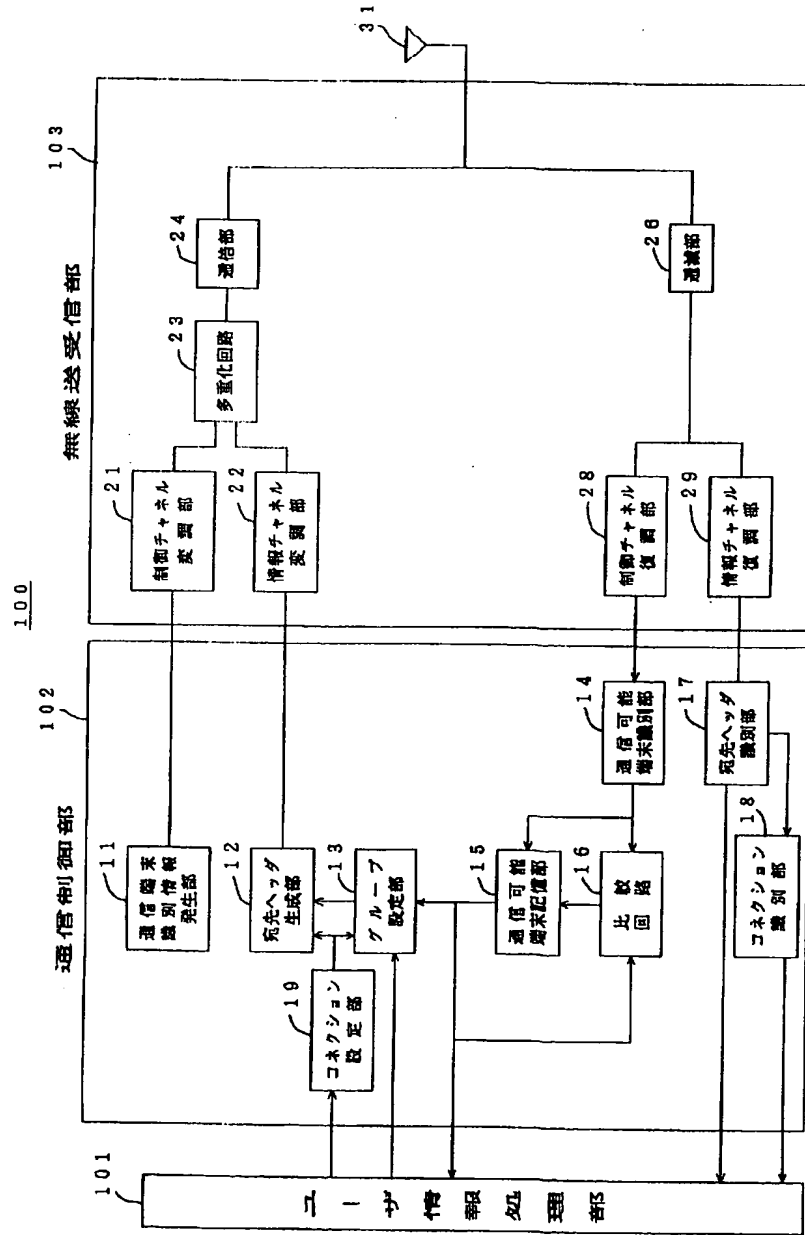 100
101
ユーザ情報処理部
通信制御部
102
11
通信端末
識別情報
発生部
12
宛先ヘッダ
生成部
13
グループ
設定部
19
コネクション
設定部
14
通信可能
端末識別部
15
通信可能
端末記憶部
16
比較
回路
17
宛先ヘッダ
識別部
18
コネクション
識別部
無線送受信部
103
21
制御チャネル
変調部
22
情報チャネル
変調部
23
多重化回路
24
逓倍部
26
逓減部
28
制御チャネル
復調部
29
情報チャネル
復調部
31